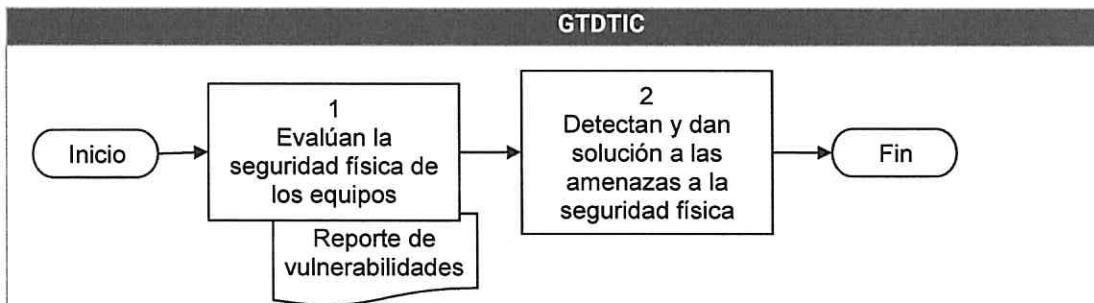 GTDTIC
Inicio
1
Evalúan la
seguridad física de
los equipos
Reporte de
vulnerabilidades
2
Detectan y dan
solución a las
amenazas a la
seguridad física
Fin